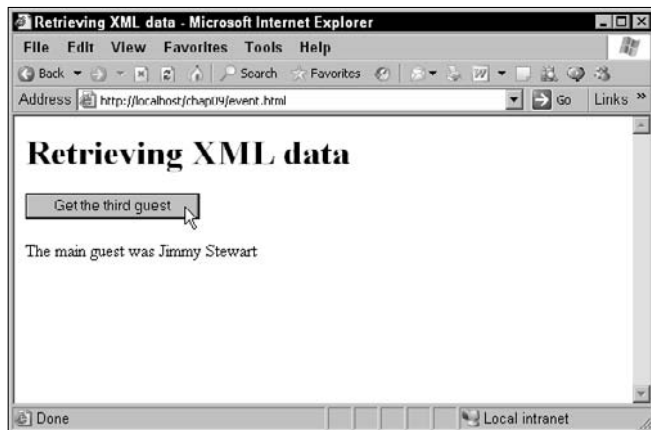 Retrieving XML data - Microsoft Internet Explorer
File Edit View Favorites Tools Help
Back Search Favorites
Address http://localhost/chap09/event.html Go Links »
Retrieving XML data
Get the third guest
The main guest was Jimmy Stewart
Done Local intranet